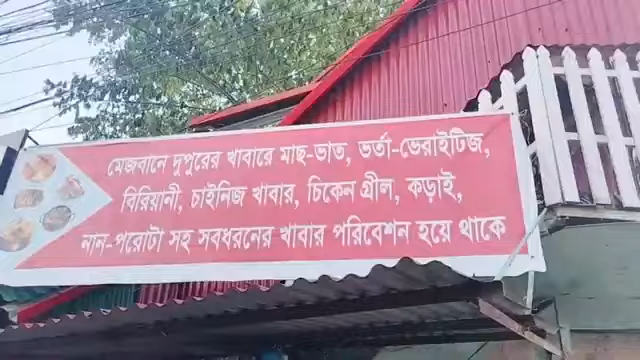 মেজবানে দুপুরের খাবারে মাছ-ভাত, ভর্তা-ভেরাইটিজ,
বিরিয়ানী, চাইনিজ খাবার, চিকেন গ্রীল, কড়াই,
নান-পরোটা সহ সবধরনের খাবার পরিবেশন হয়ে থাকে